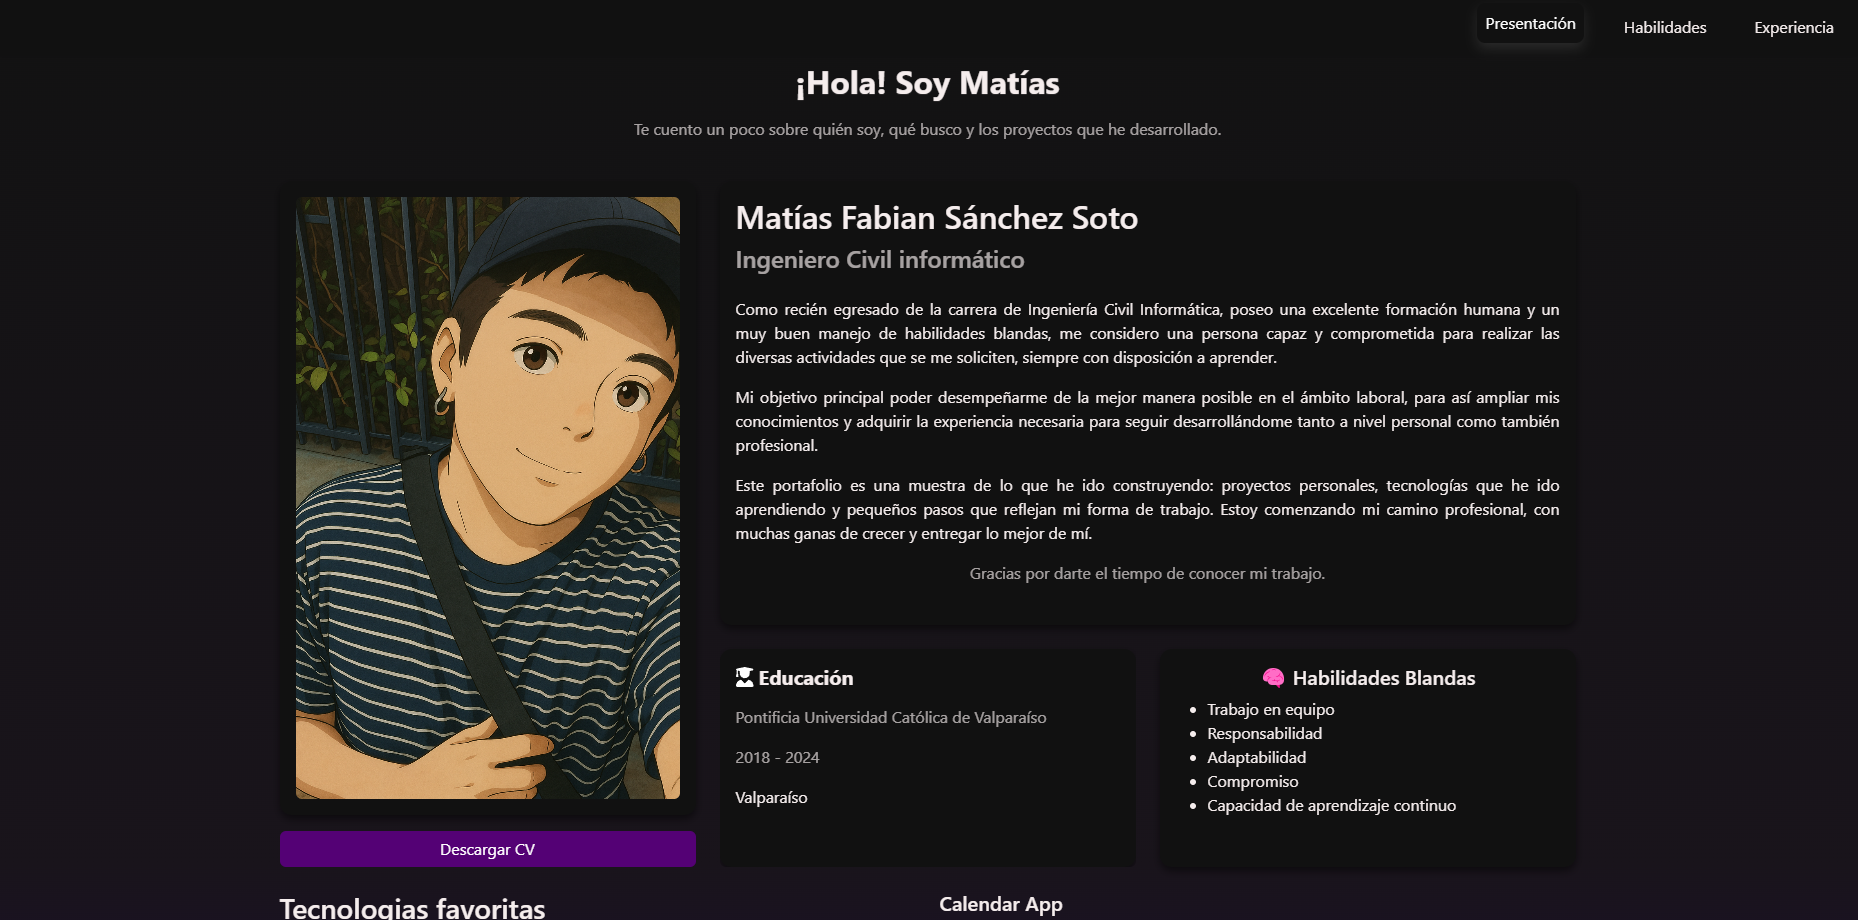 Presentación
Habilidades
Experiencia
¡Hola! Soy Matías
Te cuento un poco sobre quién soy, qué busco y los proyectos que he desarrollado.
Matías Fabian Sánchez Soto
Ingeniero Civil informático
Como recién egresado de la carrera de Ingeniería Civil Informática, poseo una excelente formación humana y un
muy buen manejo de habilidades blandas, me considero una persona capaz y comprometida para realizar las
diversas actividades que se me soliciten, siempre con disposición a aprender.
Mi objetivo principal poder desempeñarme de la mejor manera posible en el ámbito laboral, para así ampliar mis
conocimientos y adquirir la experiencia necesaria para seguir desarrollándome tanto a nivel personal como también
profesional.
Este portafolio es una muestra de lo que he ido construyendo: proyectos personales, tecnologías que he ido
aprendiendo y pequeños pasos que reflejan mi forma de trabajo. Estoy comenzando mi camino profesional, con
muchas ganas de crecer y entregar lo mejor de mí.
Gracias por darte el tiempo de conocer mi trabajo.
Educación
Pontificia Universidad Católica de Valparaíso
2018 - 2024
Valparaíso
Habilidades Blandas
• Trabajo en equipo
• Responsabilidad
• Adaptabilidad
• Compromiso
• Capacidad de aprendizaje continuo
Descargar CV
Tecnologias favoritas
Calendar App